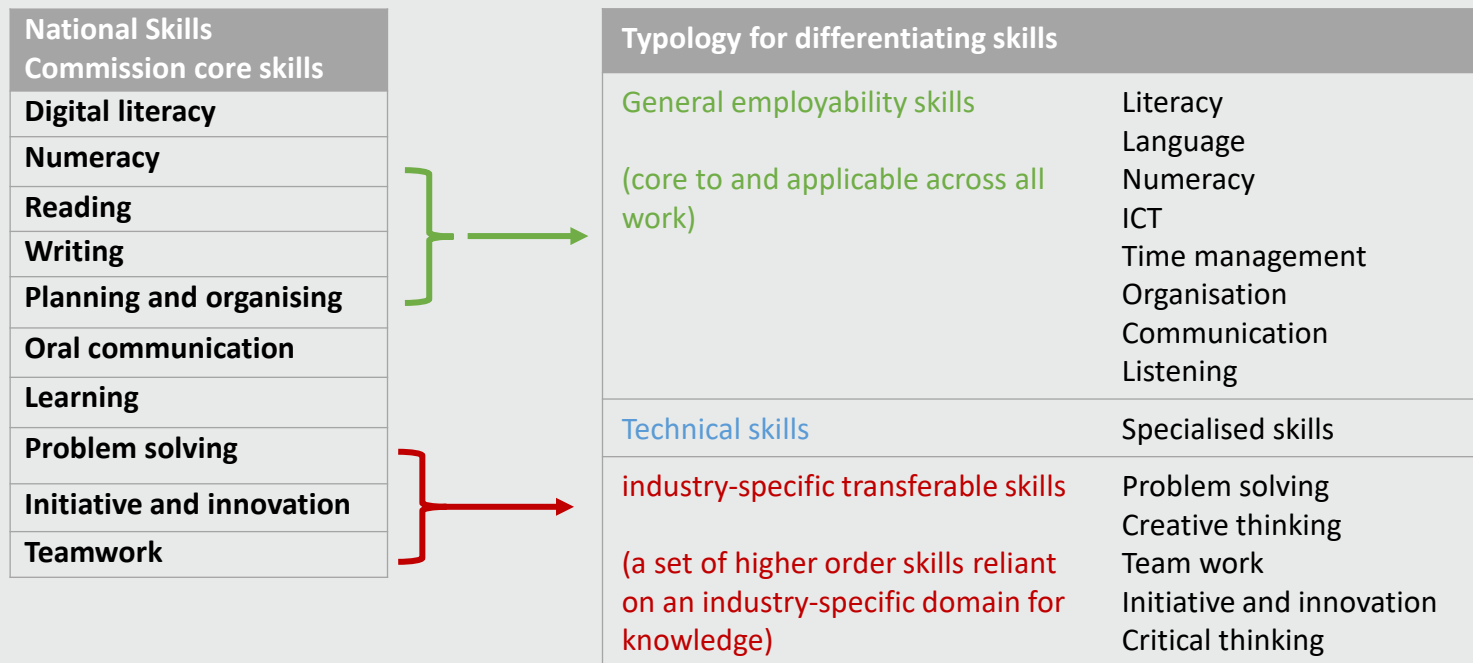 National Skills
Commission core skills
Digital literacy
Numeracy
Reading
Writing
Planning and organising
Oral communication
Learning
Problem solving
Initiative and innovation
Teamwork
Typology for differentiating skills
General employability skills
(core to and applicable across all
work)
Literacy
Language
Numeracy
ICT
Time management
Organisation
Communication
Listening
Technical skills
Specialised skills
industry-specific transferable skills
(a set of higher order skills reliant
on an industry-specific domain for
knowledge)
Problem solving
Creative thinking
Team work
Initiative and innovation
Critical thinking